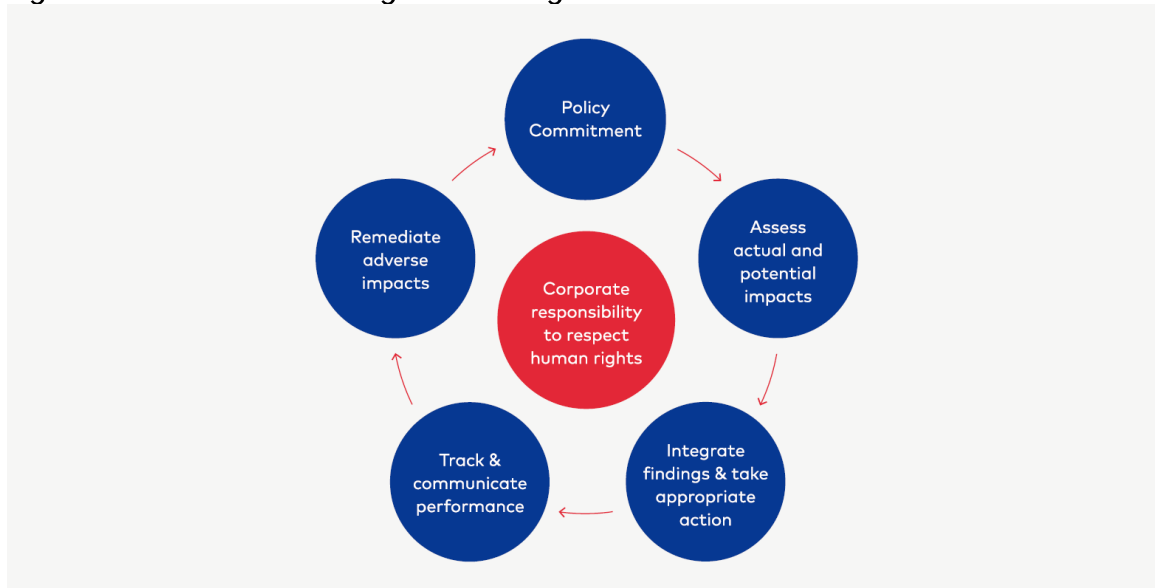 Policy
Commitment
Assess
actual and
potential
impacts
Remediate
adverse
impacts
Corporate
responsibility
to respect
human rights
Integrate
findings & take
appropriate
action
Track &
communicate
performance